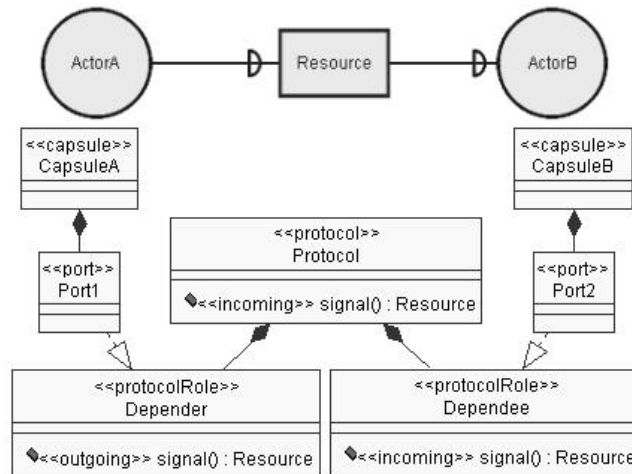 ActorA
Resource
ActorB
<<capsule>>
CapsuleA
<<capsule>>
CapsuleB
<<protocol>>
Protocol
<<incoming>> signal() : Resource
<<port>>
Port1
<<port>>
Port2
<<protocolRole>>
Depender
<<outgoing>> signal() : Resource
<<protocolRole>>
Dependee
<<incoming>> signal() : Resource